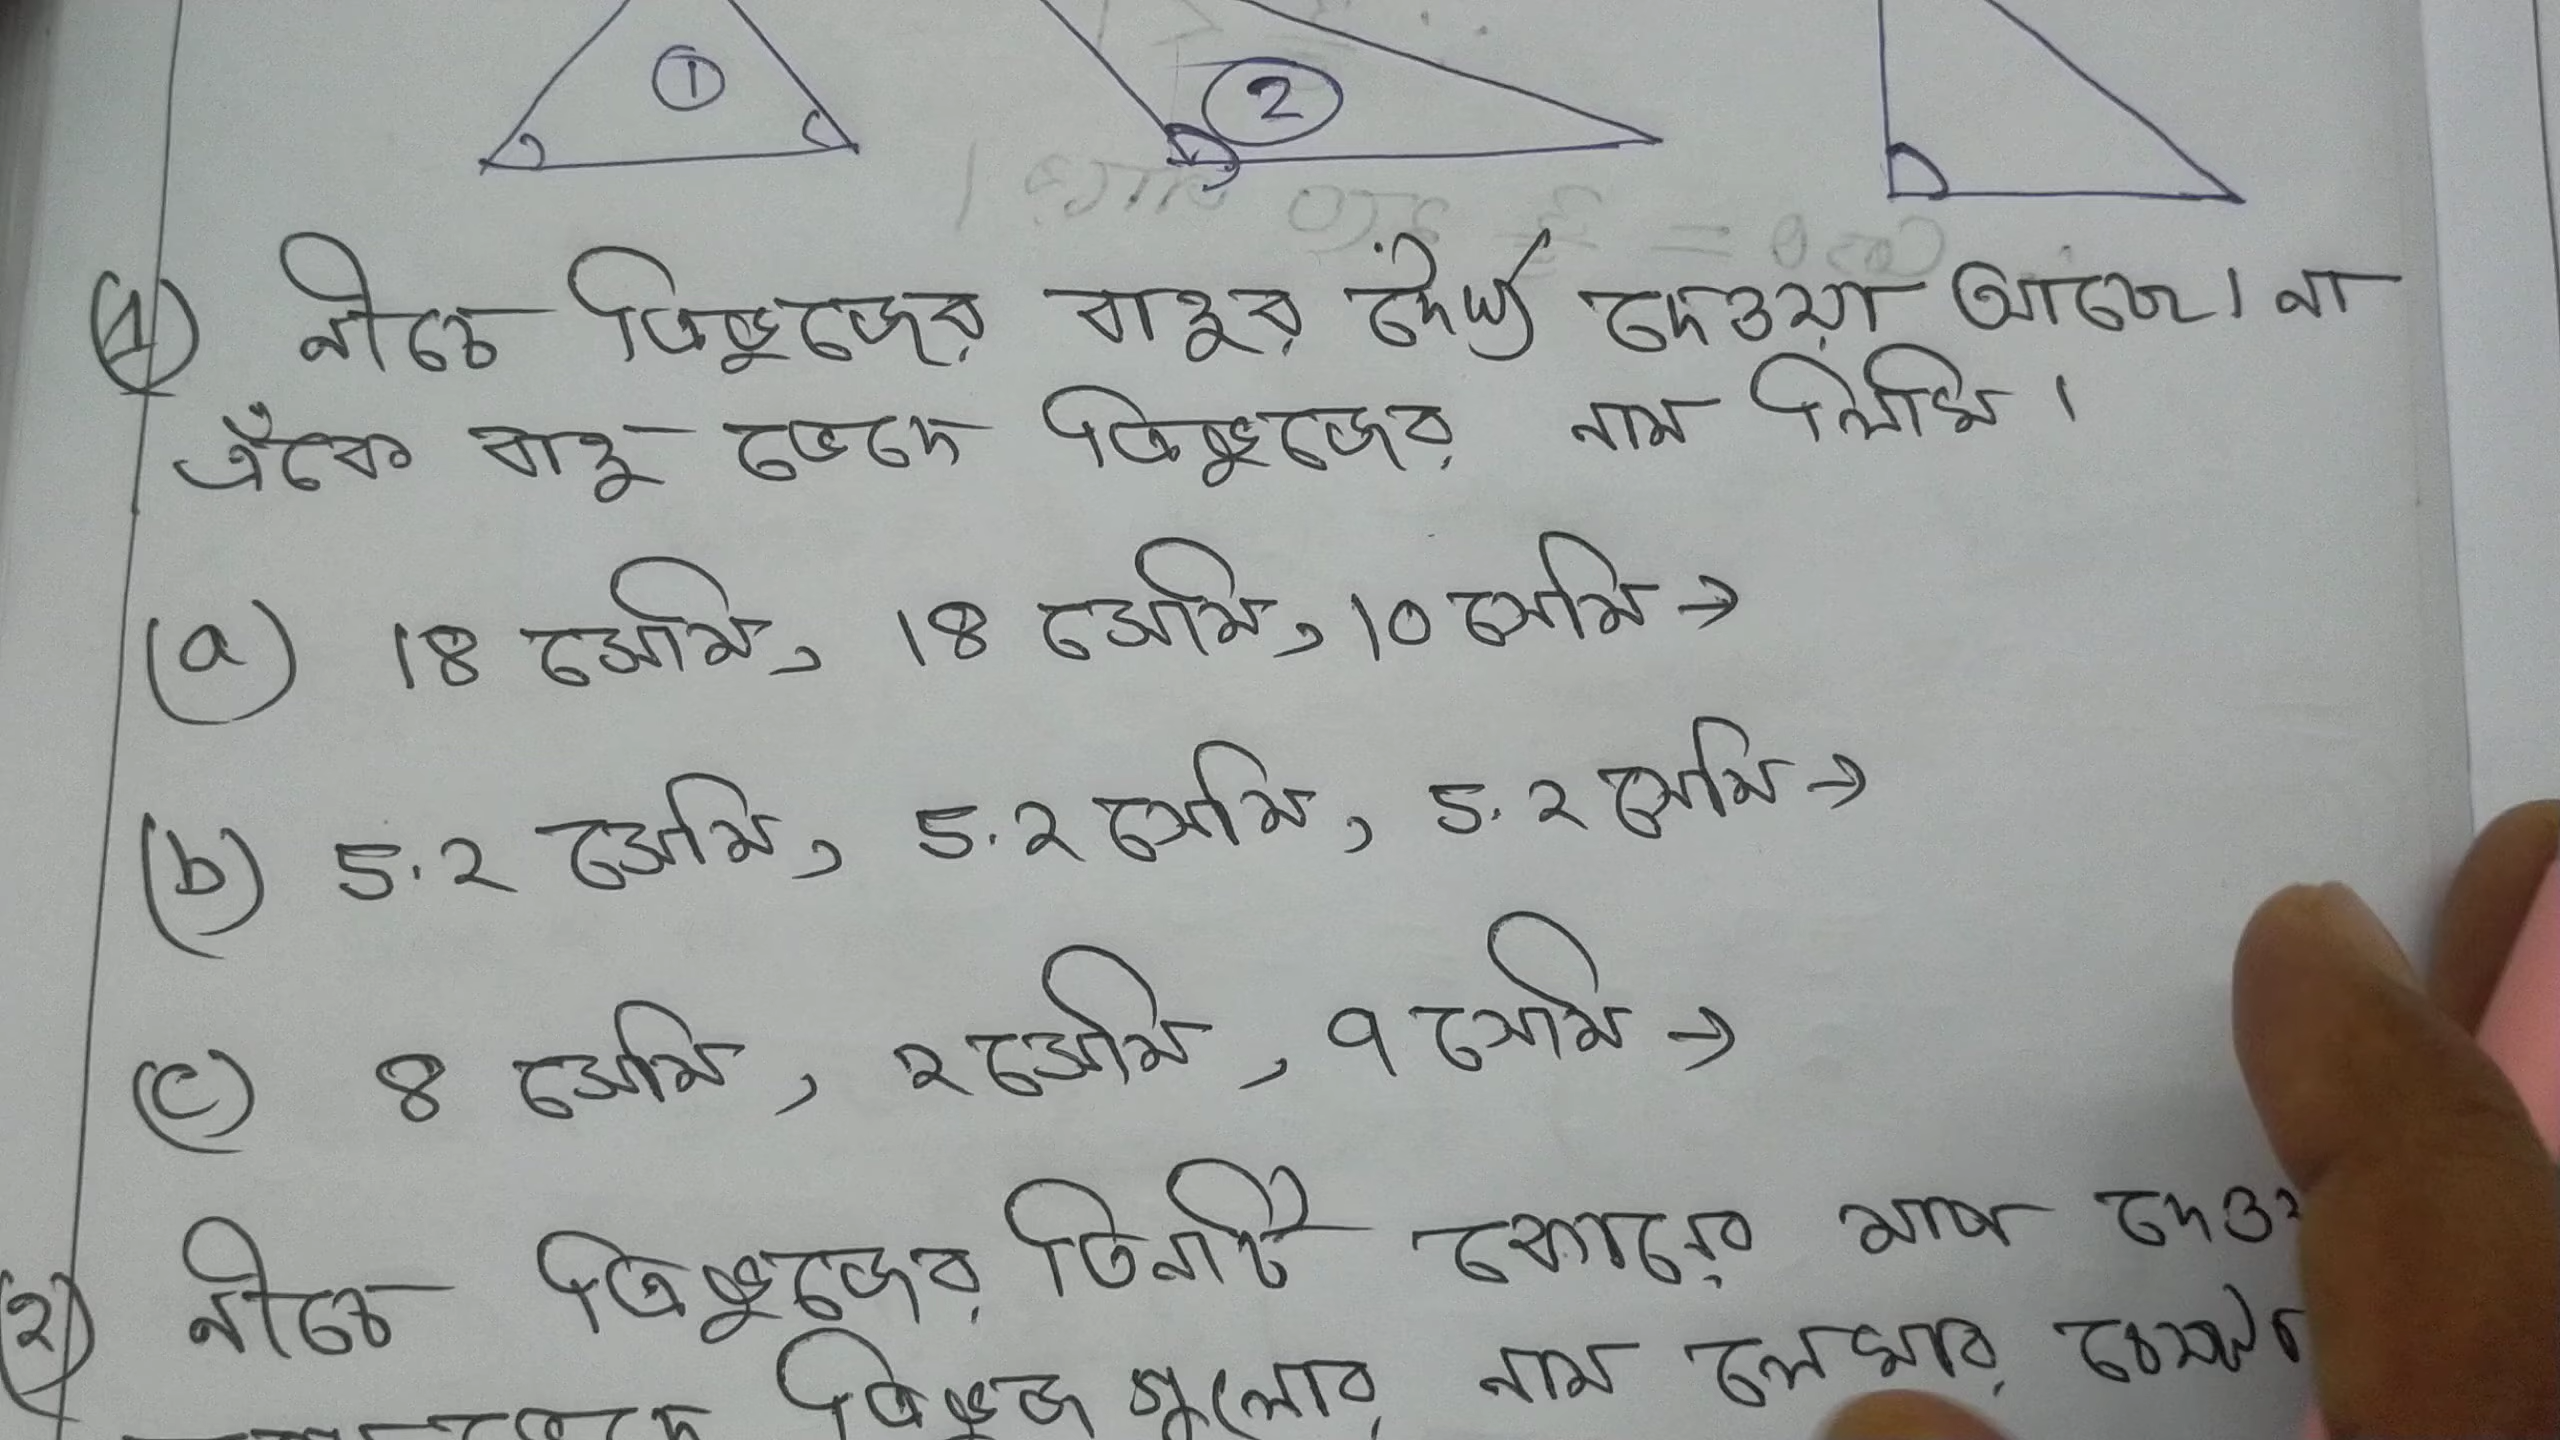 1 2
(1) নীচে ত্রিভুজের বাহুর দৈর্ঘ্য দেওয়া আছে। না
এঁকে বাহু ভেদে ত্রিভুজের নাম লিখি।
(a) 18 সেমি, 18 সেমি, 10 সেমি →
(b) 5.2 সেমি, 5.2 সেমি, 5.2 সেমি →
(c) 8 সেমি, 2 সেমি, 9 সেমি →
(2) নীচে ত্রিভুজের তিনটি কোণের মাপ দেওয়
ত্রিভুজ গুলোর নাম লেখার চেষ্টা